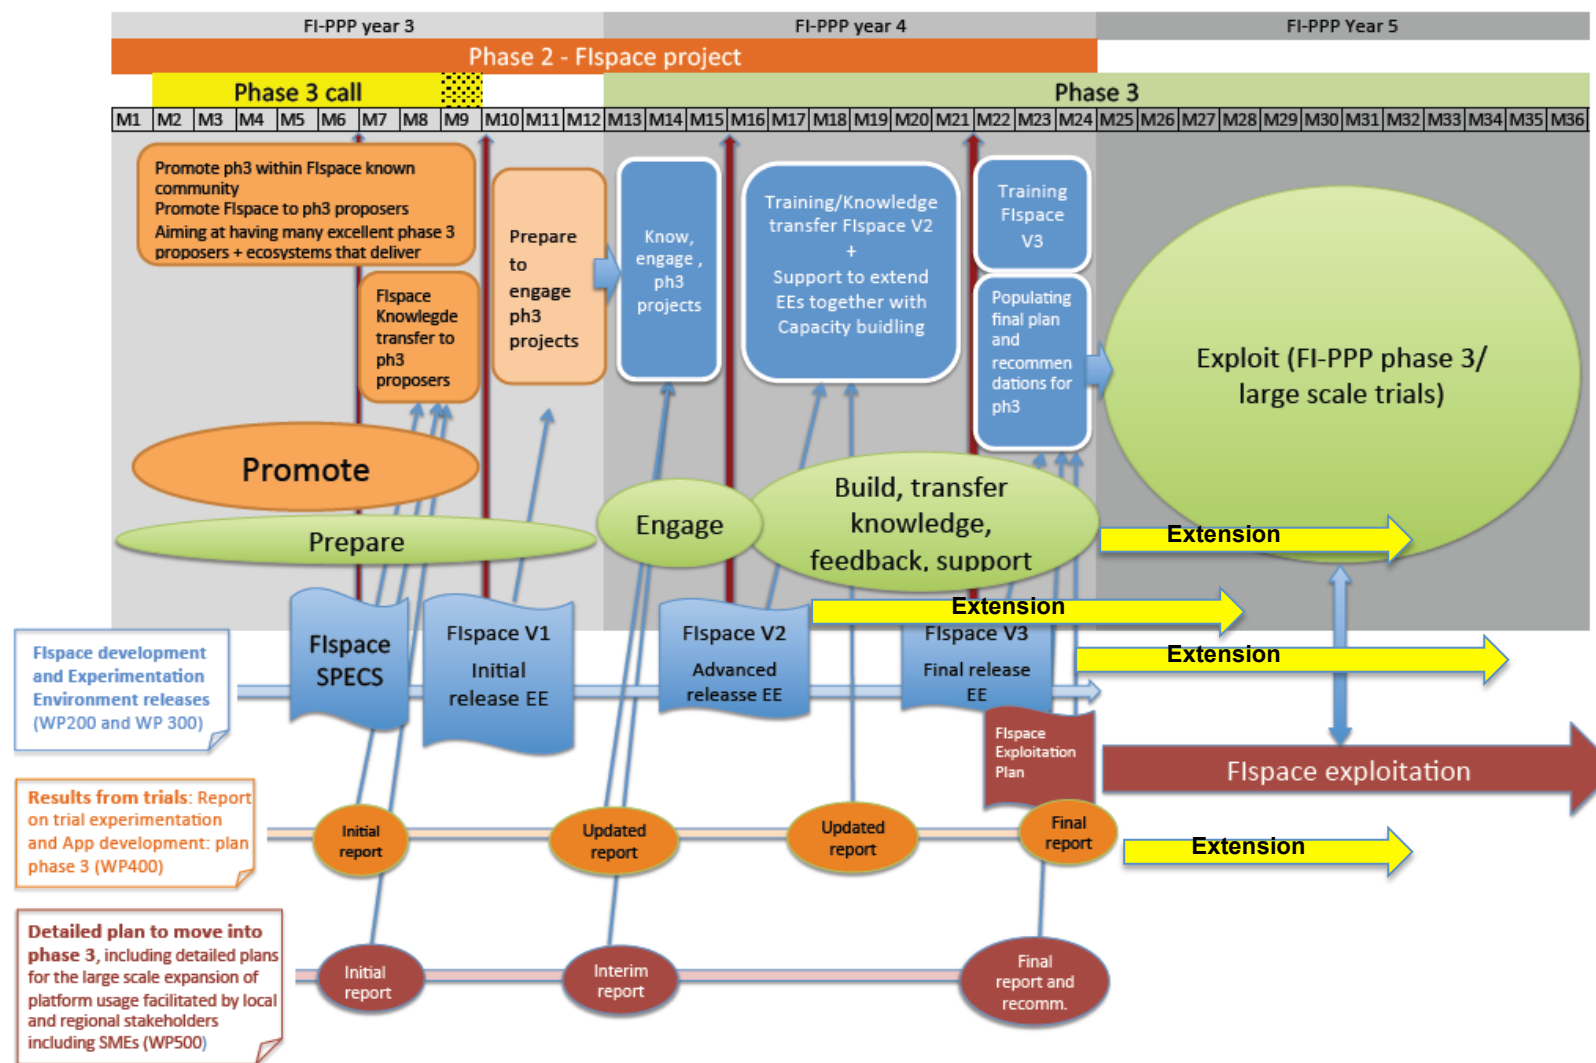 FI-PPP year 3
FI-PPP year 4
FI-PPP Year 5
Phase 2 - FIspace project
Phase 3 call
Phase 3
M1 M2 M3 M4 M5 M6 M7 M8 M9 M10 M11 M12 M13 M14 M15 M16 M17 M18 M19 M20 M21 M22 M23 M24 M25 M26 M27 M28 M29 M30 M31 M32 M33 M34 M35 M36
Promote ph3 within FIspace known
community
Promote FIspace to ph3 proposers
Aiming at having many excellent phase 3
proposers + ecosystems that deliver
FIspace
Knowlegde
transfer to
ph3
proposers
Prepare
to
engage
ph3
projects
Know,
engage ,
ph3
projects
Training/Knowledge
transfer FIspace V2
+
Support to extend
EEs together with
Capacity buidling
Training
FIspace
V3
Populating
final plan
and
recommen
dations for
ph3
Exploit (FI-PPP phase 3/
large scale trials)
Promote
Prepare
Engage
Build, transfer
knowledge,
feedback, support
Extension
Extension
Extension
FIspace development
and Experimentation
Environment releases
(WP200 and WP 300)
FIspace
SPECS
FIspace V1
Initial
release EE
FIspace V2
Advanced
releasse EE
FIspace V3
Final release
EE
FIspace
Exploitation
Plan
FIspace exploitation
Results from trials: Report
on trial experimentation
and App development: plan
phase 3 (WP400)
Initial
report
Updated
report
Updated
report
Final
report
Extension
Detailed plan to move into
phase 3, including detailed plans
for the large scale expansion of
platform usage facilitated by local
and regional stakeholders
including SMEs (WP500)
Initial
report
Interim
report
Final
report and
recomm.